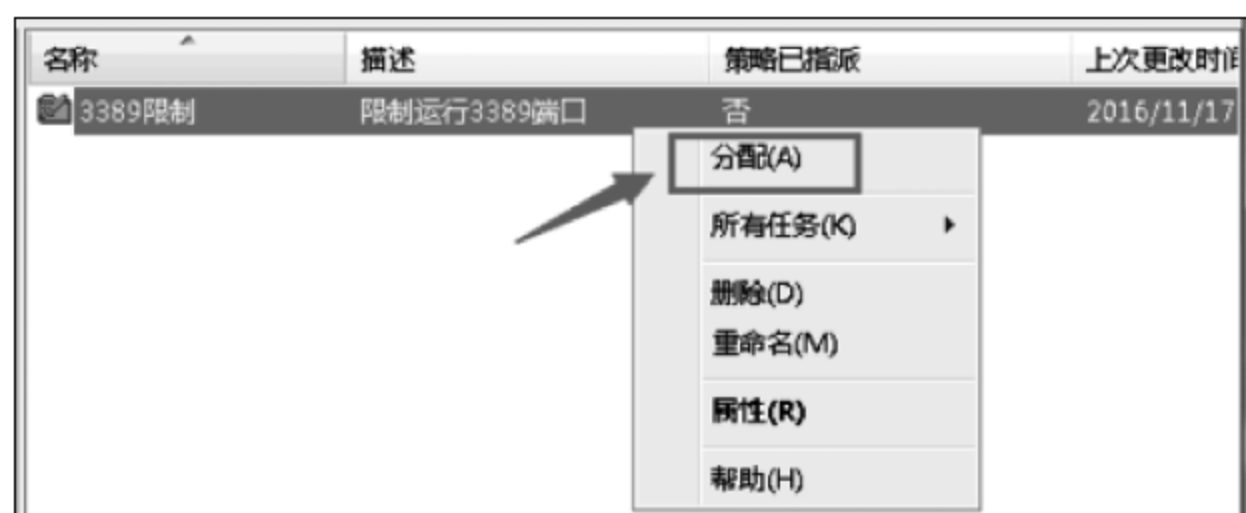 名称 描述 策略已指派 上次更改时间
3389限制 限制运行3389端口 否 2016/11/17
分配(A)
所有任务(K)
删除(D)
重命名(M)
属性(R)
帮助(H)